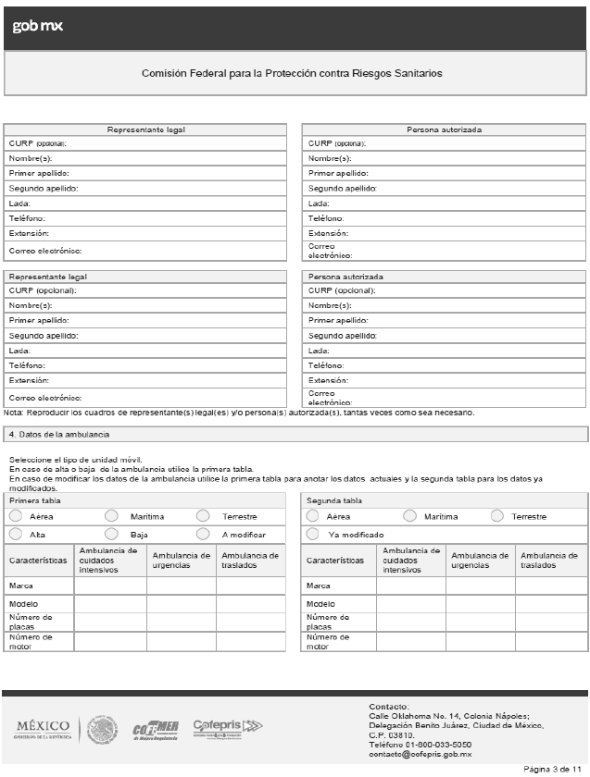 gob mx
Comisión Federal para la Protección contra Riesgos Sanitarios
Representante legal
CURP (opcional):
Nombre(s):
Primer apellido:
Segundo apellido:
Lada:
Teléfono:
Extensión:
Correo electrónico:
Persona autorizada
CURP (opcional):
Nombre(s):
Primer apellido:
Segundo apellido:
Lada:
Teléfono:
Extensión:
Correo
electrónico:
Representante legal
CURP (opcional):
Nombre(s):
Primer apellido:
Segundo apellido:
Lada:
Teléfono:
Extensión:
Correo electrónico:
Persona autorizada
CURP (opcional):
Nombre(s):
Primer apellido:
Segundo apellido:
Lada:
Teléfono:
Extensión:
Correo
electrónico:
Nota: Reproducir los cuadros de representante(s) legal(es) y/o persona(s) autorizada(s), tantas veces como sea necesario.
4. Datos de la ambulancia
Seleccione el tipo de unidad móvil.
En caso de alta o baja de la ambulancia utilice la primera tabla.
En caso de modificar los datos de la ambulancia utilice la primera tabla para anotar los datos actuales y la segunda tabla para los datos ya
modificados.
Primera tabla
Aérea Marítima Terrestre
Alta Baja A modificar
Características
Ambulancia de
cuidados
intensivos
Ambulancia de
urgencias
Ambulancia de
traslados
Marca
Modelo
Número de
placas
Número de
motor
Segunda tabla
Aérea Marítima Terrestre
Ya modificado
Características
Ambulancia de
cuidados
intensivos
Ambulancia de
urgencias
Ambulancia de
traslados
Marca
Modelo
Número de
placas
Número de
motor
MÉXICO
GOBIERNO DE LA REPÚBLICA
COFEMER
Cofepris
Contacto:
Calle Oklahoma No. 14, Colonia Nápoles;
Delegación Benito Juárez, Ciudad de México,
C.P. 03810.
Teléfono 01-800-033-5050
contacto@cofepris.gob.mx
Página 3 de 11